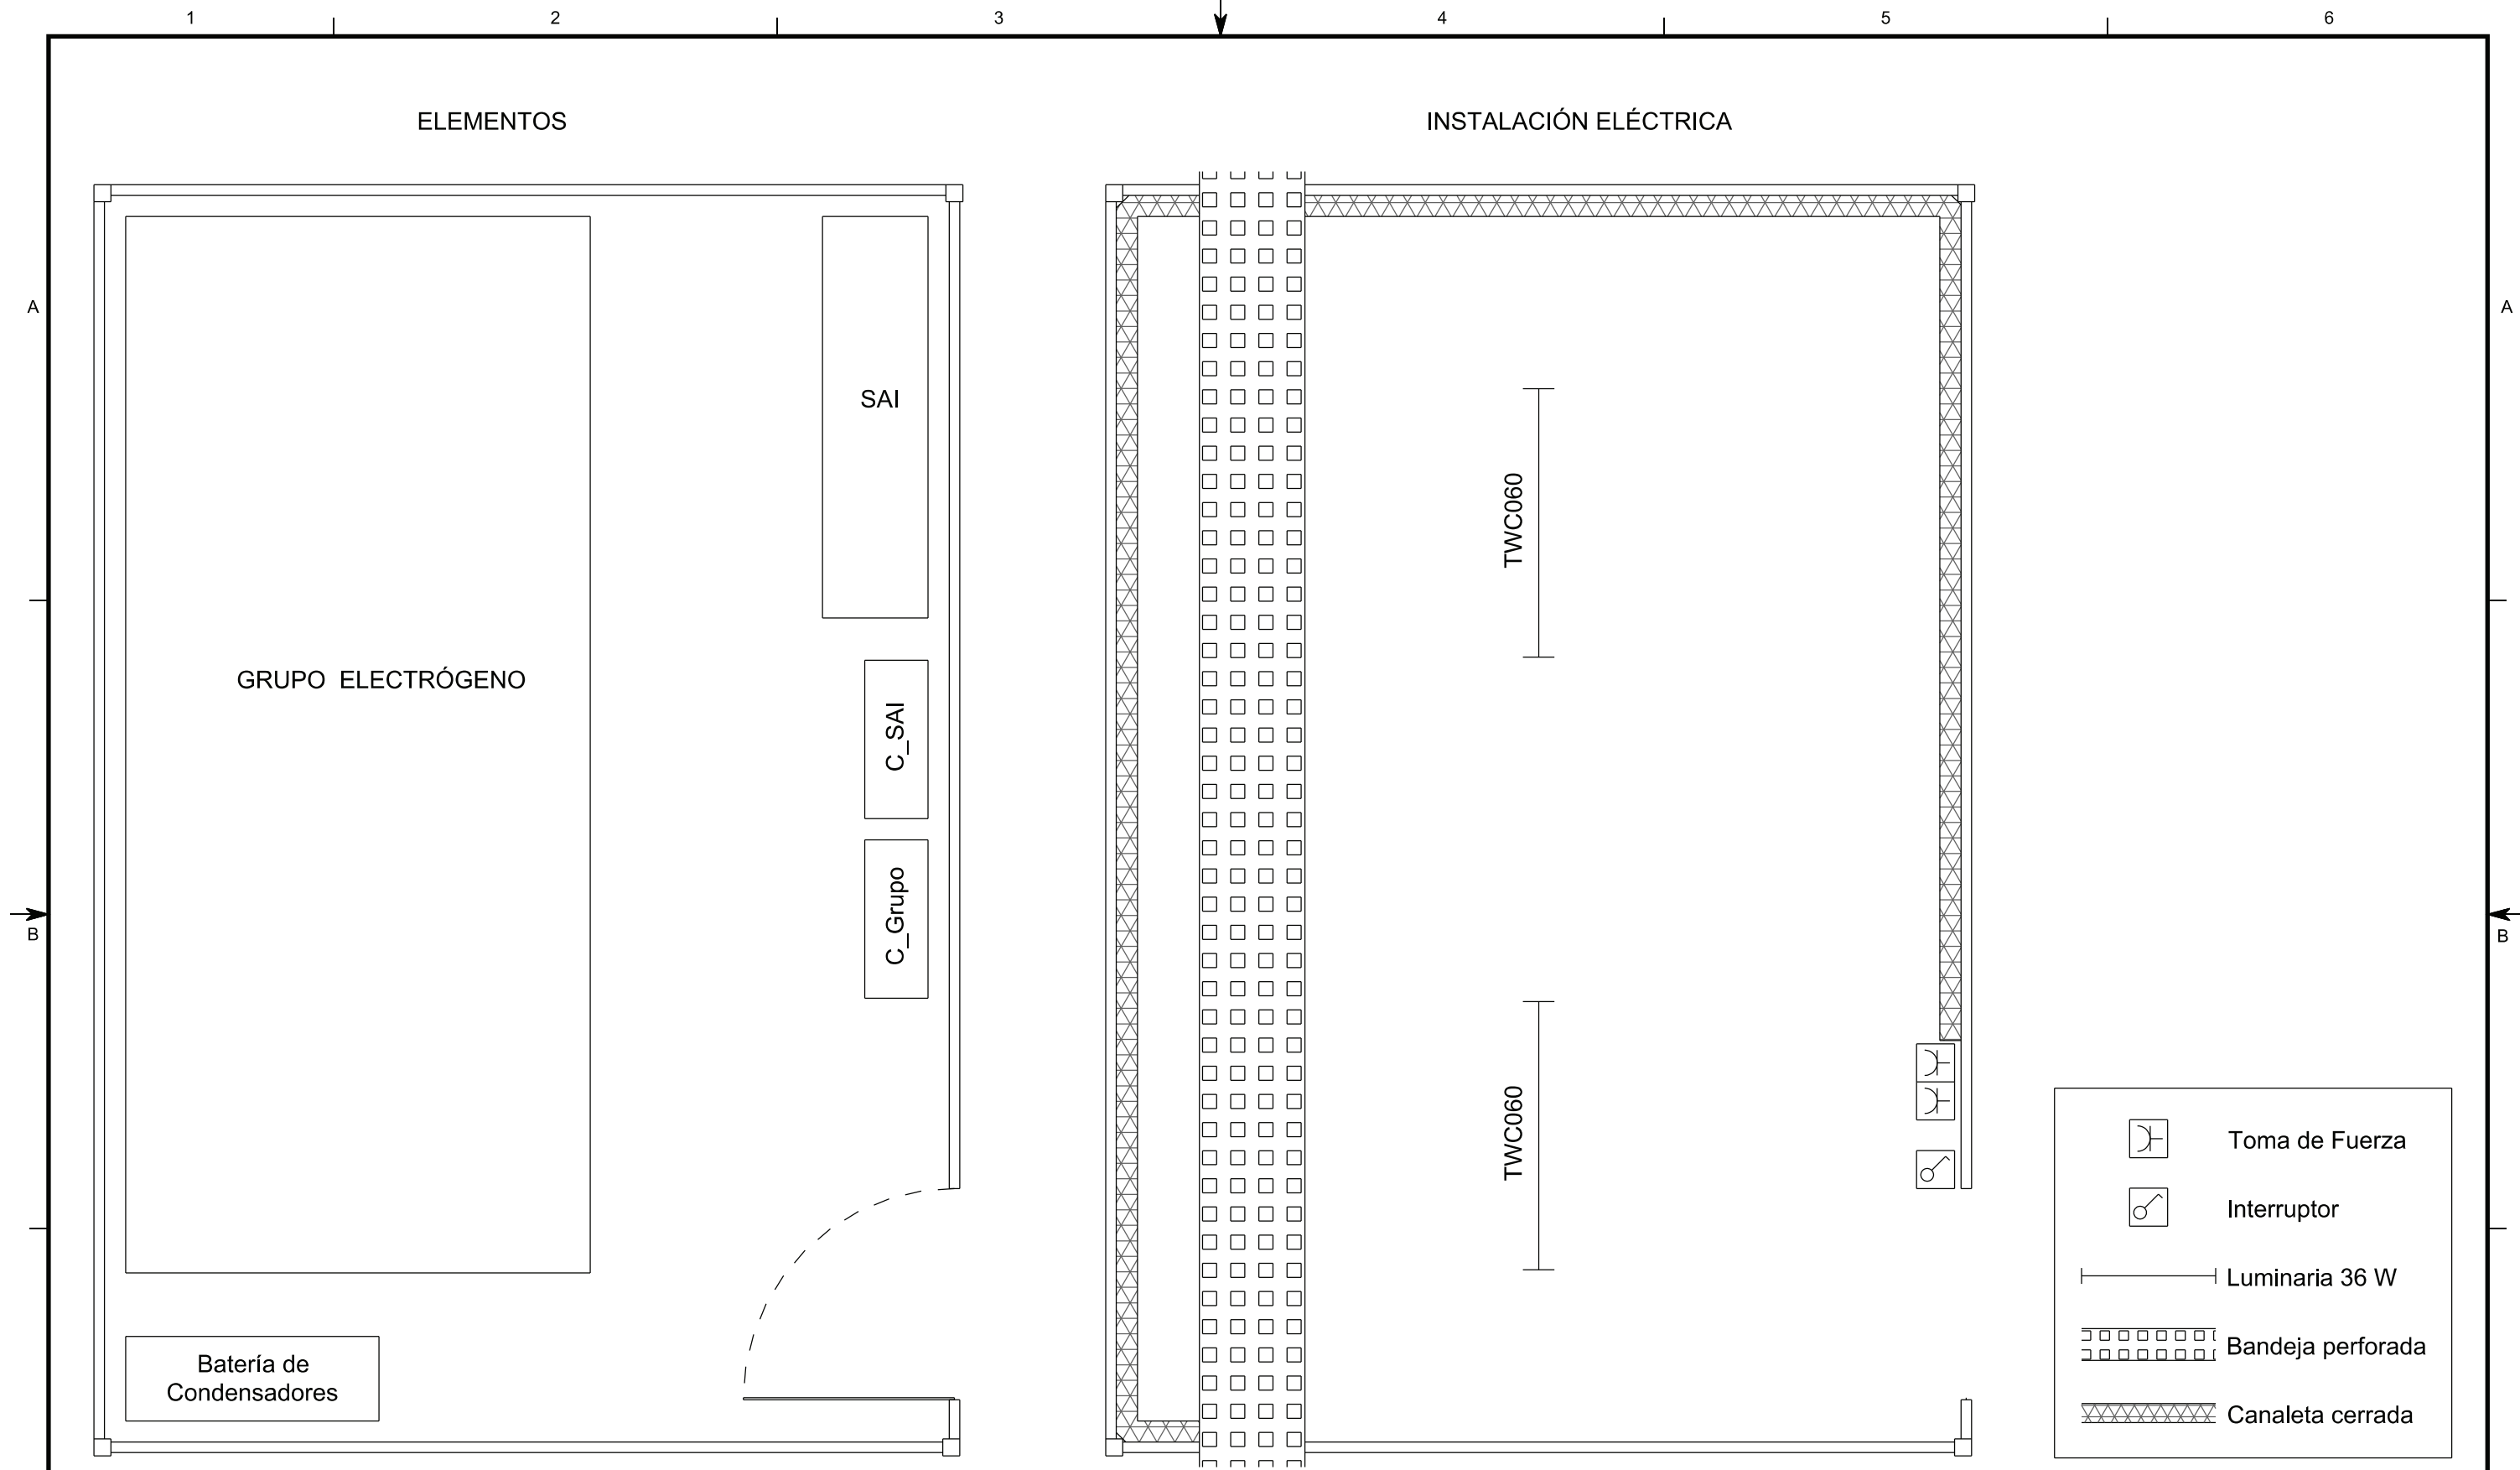 1 2 3 4 5 6
ELEMENTOS
INSTALACIÓN ELÉCTRICA
A A
SAI
TWC060
GRUPO ELECTRÓGENO
C_SAI
C_Grupo
B B
TWC060
Toma de Fuerza
Interruptor
Luminaria 36 W
Bandeja perforada
Canaleta cerrada
Batería de
Condensadores